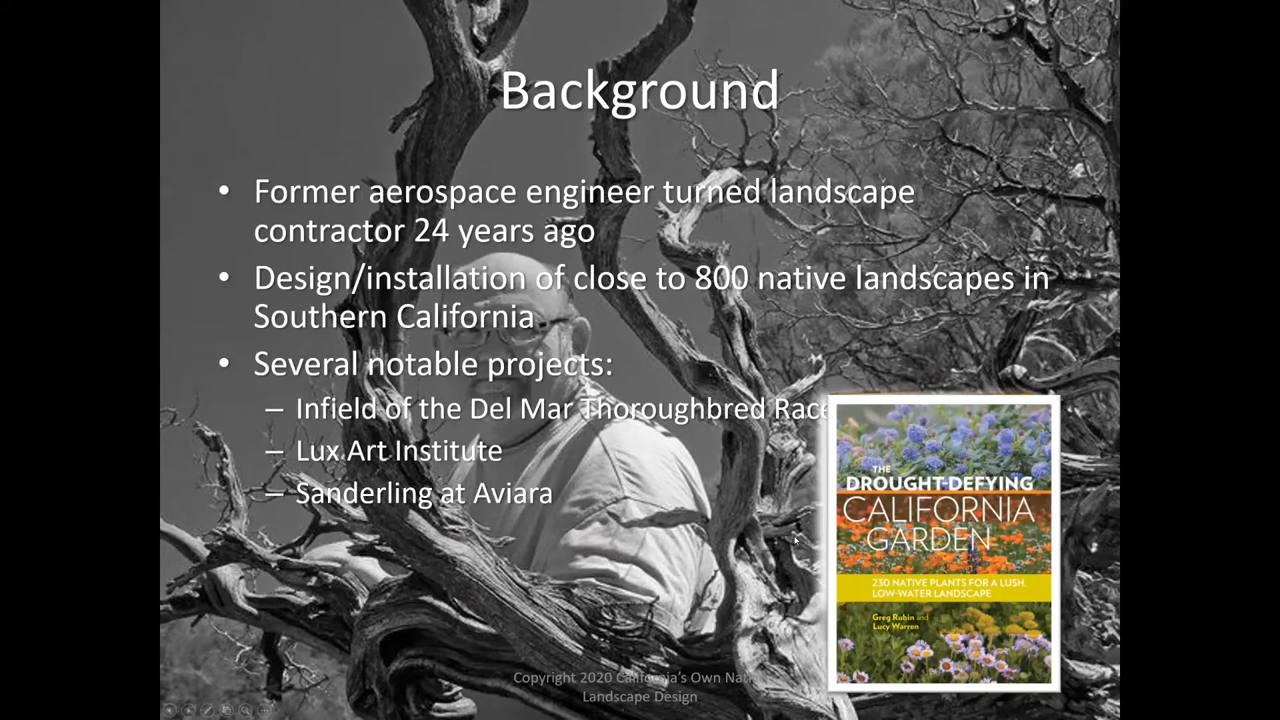 Background
• Former aerospace engineer turned landscape
contractor 24 years ago
• Design/installation of close to 800 native landscapes in
Southern California
• Several notable projects:
– Infield of the Del Mar Thoroughbred
– Lux Art Institute
– Sanderling at Aviara
THE
DROUGHT-DEFYING
CALIFORNIA
GARDEN
230 NATIVE PLANTS FOR A LUSH,
LOW-WATER LANDSCAPE
Greg Rubin and
Lucy Warren
Copyright 2020 California's Own
Landscape Design